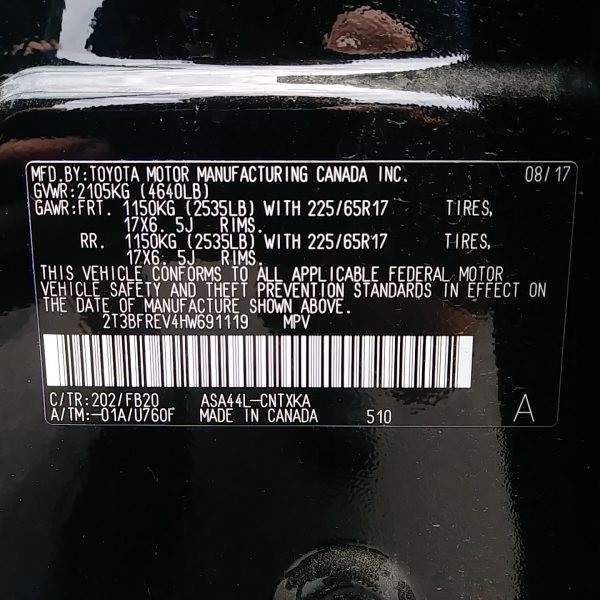 MFD.BY:TOYOTA MOTOR MANUFACTURING CANADA INC. 08/17
GVWR:2105KG (4640LB)
GAWR:FRT. 1150KG (2535LB) WITH 225/65R17 TIRES,
17X6. 5J RIMS.
RR. 1150KG (2535LB) WITH 225/65R17 TIRES,
17X6. 5J RIMS.
THIS VEHICLE CONFORMS TO ALL APPLICABLE FEDERAL MOTOR
VEHICLE SAFETY AND THEFT PREVENTION STANDARDS IN EFFECT ON
THE DATE OF MANUFACTURE SHOWN ABOVE.
2T3BFREV4HW691119 MPV
C/TR:202/FB20 ASA44L-CNTXKA
A/TM:-01A/U760F MADE IN CANADA 510 A